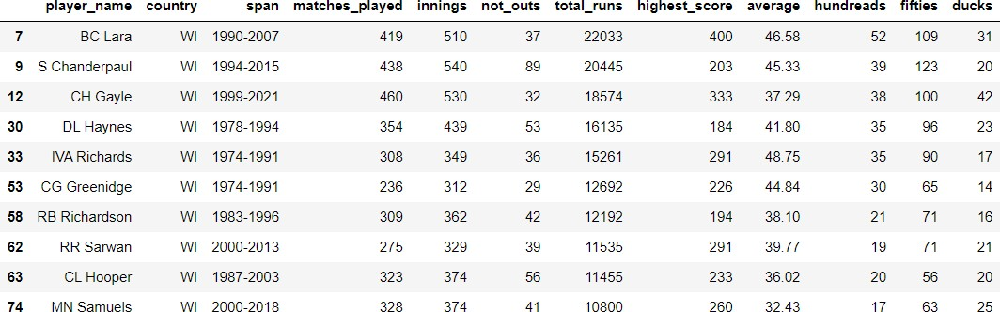 player_name country span matches_played innings not_outs total_runs highest_score average hundreads fifties ducks
7 BC Lara WI 1990-2007 419 510 37 22033 400 46.58 52 109 31
9 S Chanderpaul WI 1994-2015 438 540 89 20445 203 45.33 39 123 20
12 CH Gayle WI 1999-2021 460 530 32 18574 333 37.29 38 100 42
30 DL Haynes WI 1978-1994 354 439 53 16135 184 41.80 35 96 23
33 IVA Richards WI 1974-1991 308 349 36 15261 291 48.75 35 90 17
53 CG Greenidge WI 1974-1991 236 312 29 12692 226 44.84 30 65 14
58 RB Richardson WI 1983-1996 309 362 42 12192 194 38.10 21 71 16
62 RR Sarwan WI 2000-2013 275 329 39 11535 291 39.77 19 71 21
63 CL Hooper WI 1987-2003 323 374 56 11455 233 36.02 20 56 20
74 MN Samuels WI 2000-2018 328 374 41 10800 260 32.43 17 63 25